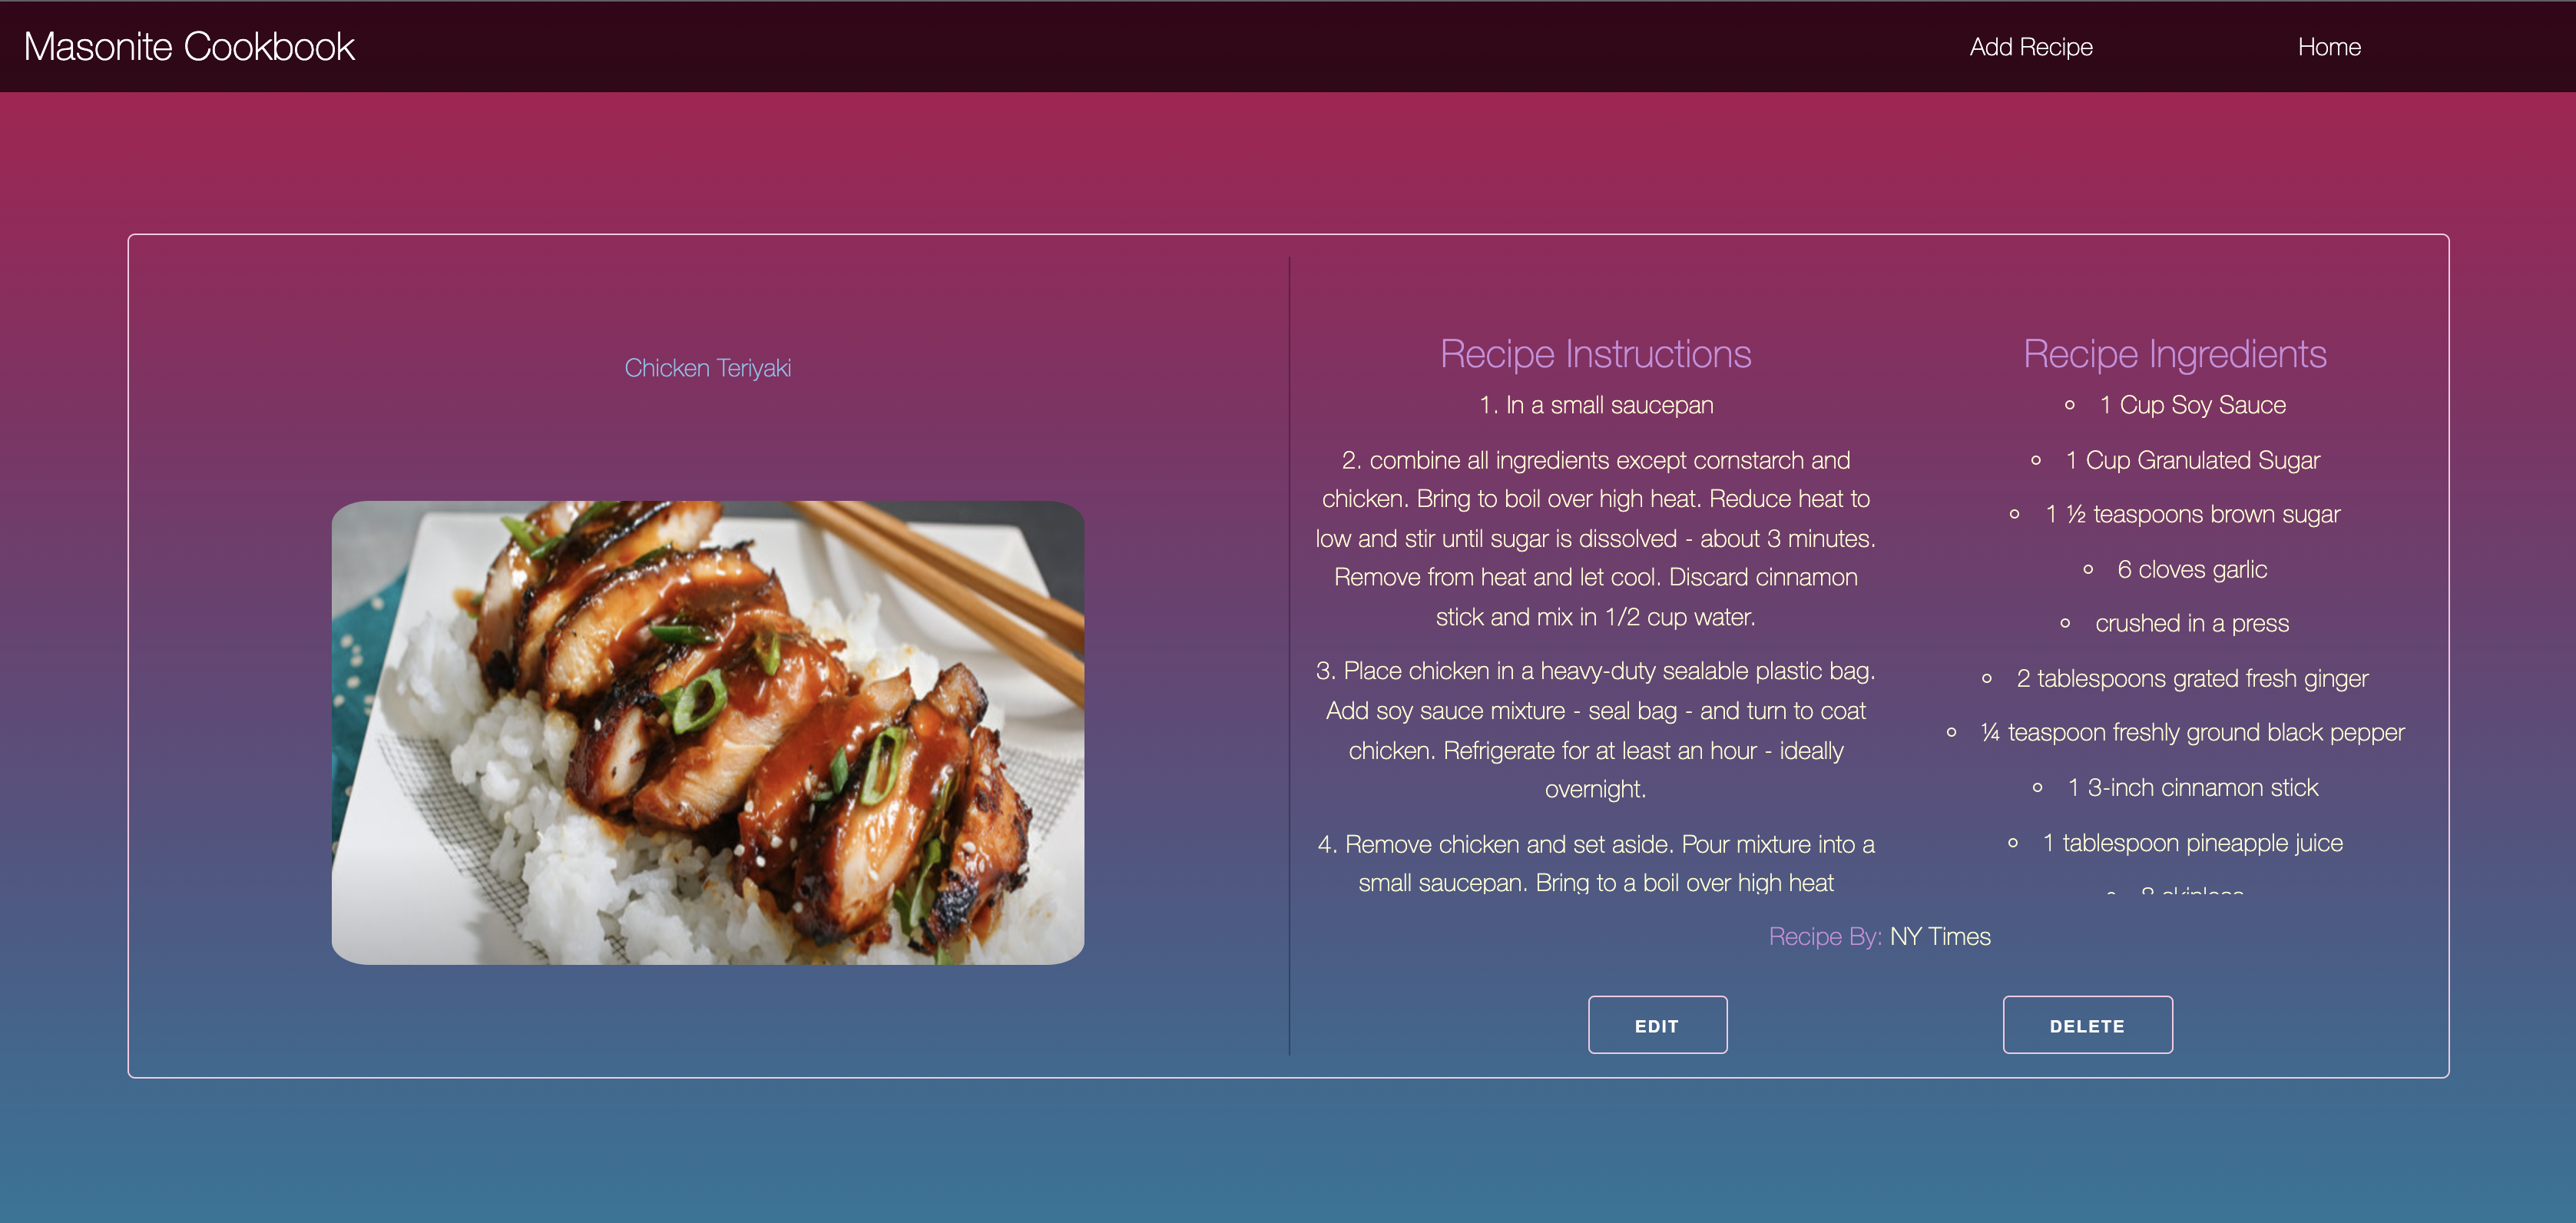 Masonite Cookbook
Add Recipe
Home
Chicken Teriyaki
Recipe Instructions
1. In a small saucepan
2. combine all ingredients except cornstarch and
chicken. Bring to boil over high heat. Reduce heat to
low and stir until sugar is dissolved - about 3 minutes.
Remove from heat and let cool. Discard cinnamon
stick and mix in 1/2 cup water.
3. Place chicken in a heavy-duty sealable plastic bag.
Add soy sauce mixture - seal bag - and turn to coat
chicken. Refrigerate for at least an hour - ideally
overnight.
4. Remove chicken and set aside. Pour mixture into a
small saucepan. Bring to a boil over high heat
Recipe Ingredients
1 Cup Soy Sauce
1 Cup Granulated Sugar
1 ½ teaspoons brown sugar
6 cloves garlic
crushed in a press
2 tablespoons grated fresh ginger
¼ teaspoon freshly ground black pepper
1 3-inch cinnamon stick
1 tablespoon pineapple juice
8 skinless
Recipe By: NY Times
EDIT
DELETE